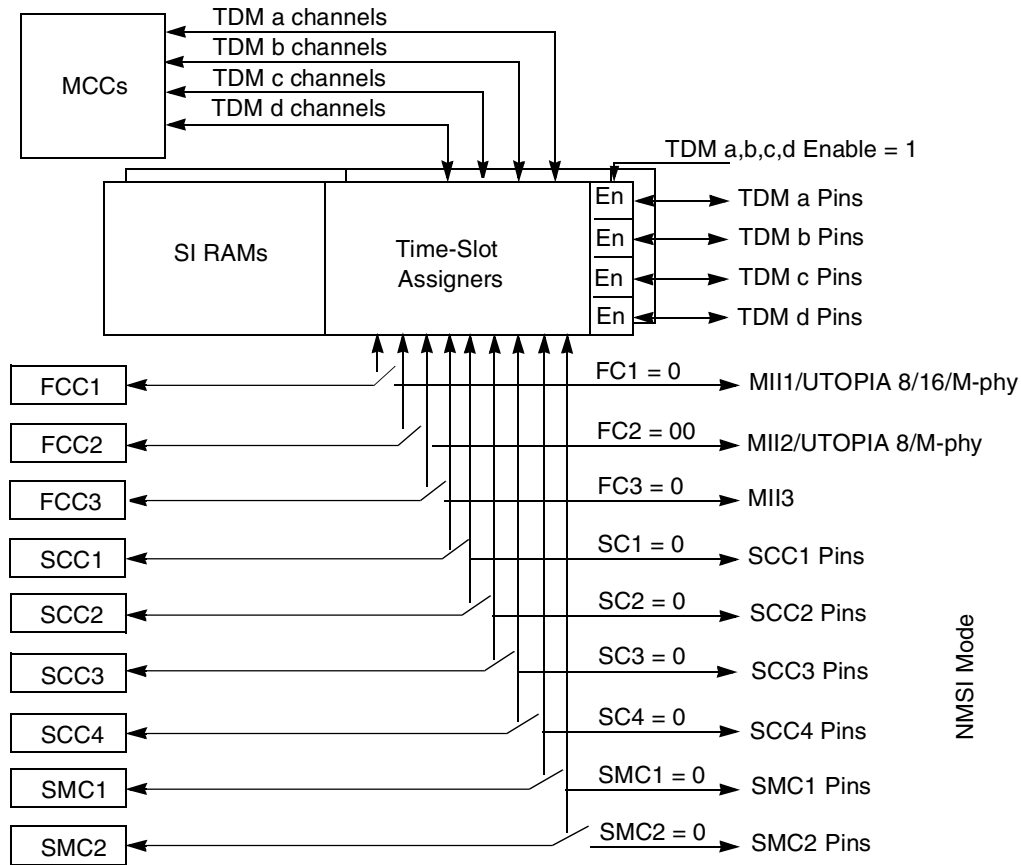 TDM a channels
TDM b channels
MCCs
TDM c channels
TDM d channels
TDM a,b,c,d Enable = 1
En
TDM a Pins
SI RAMs
Time-Slot
Assigners
En
TDM b Pins
En
TDM c Pins
En
TDM d Pins
FCC1
FC1 = 0
MII1/UTOPIA 8/16/M-phy
FCC2
FC2 = 00
MII2/UTOPIA 8/M-phy
FCC3
FC3 = 0
MII3
SCC1
SC1 = 0
SCC1 Pins
SCC2
SC2 = 0
SCC2 Pins
SCC3
SC3 = 0
SCC3 Pins
SCC4
SC4 = 0
SCC4 Pins
SMC1
SMC1 = 0
SMC1 Pins
SMC2
SMC2 = 0
SMC2 Pins
NMSI Mode